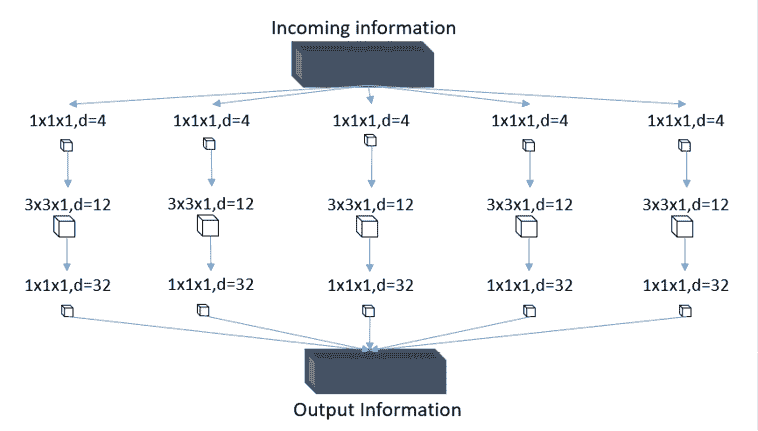 Incoming information
1x1x1,d=4 1x1x1,d=4 1x1x1,d=4 1x1x1,d=4 1x1x1,d=4
3x3x1,d=12 3x3x1,d=12 3x3x1,d=12 3x3x1,d=12 3x3x1,d=12
1x1x1,d=32 1x1x1,d=32 1x1x1,d=32 1x1x1,d=32 1x1x1,d=32
Output Information